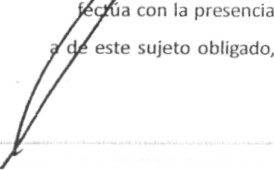 fectúa con la presencia
a de este sujeto obligado,